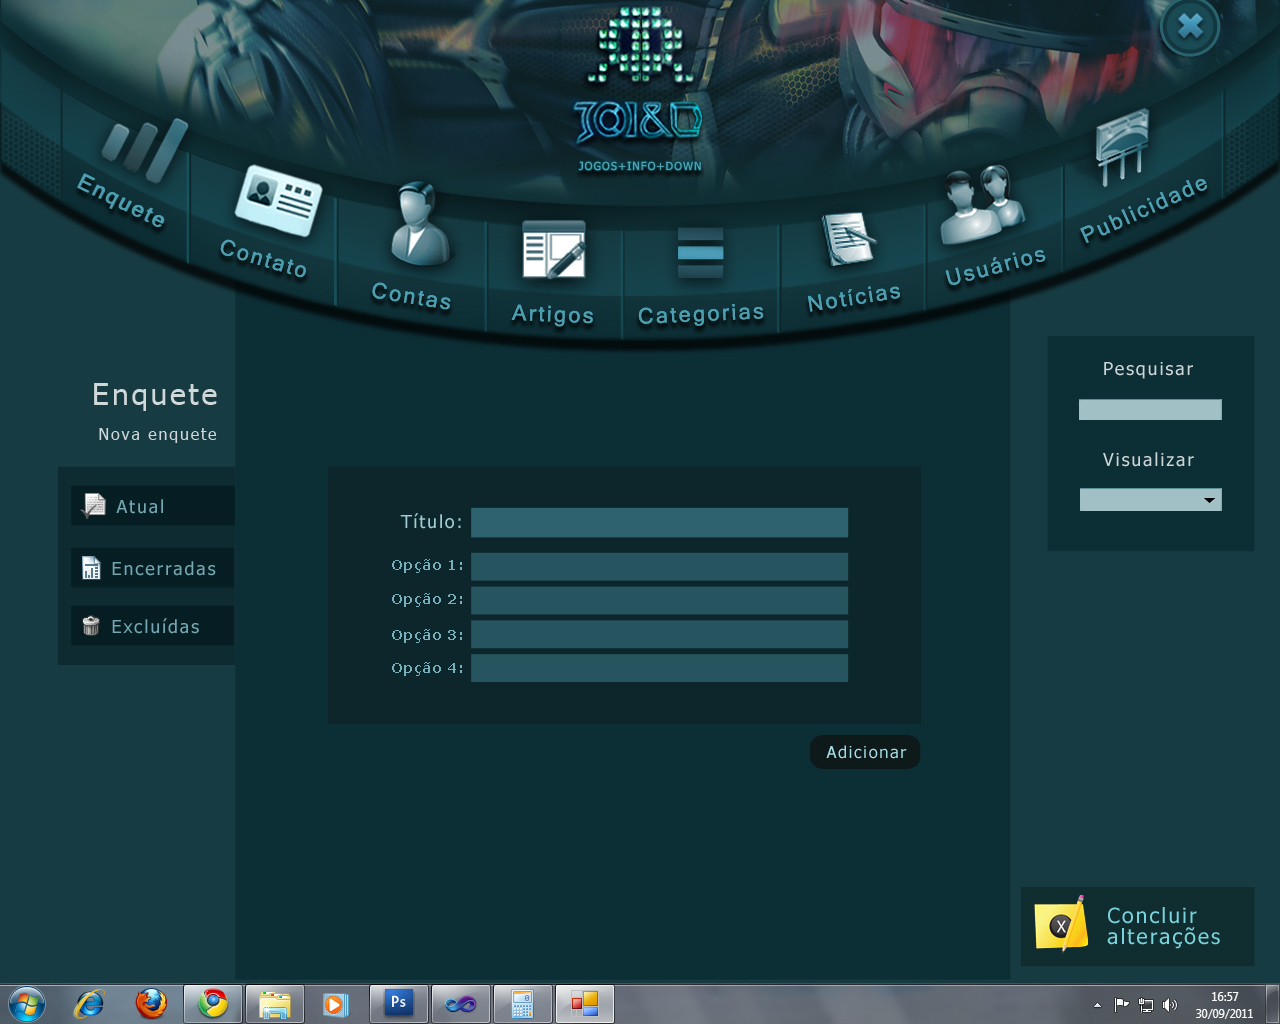 JOI&D
JOGOS+INFO+DOWN
Enquete
Contato
Contas
Artigos
Categorias
Notícias
Usuários
Publicidade
Enquete
Nova enquete
Atual
Encerradas
Excluídas
Título:
Opção 1:
Opção 2:
Opção 3:
Opção 4:
Adicionar
Pesquisar
Visualizar
X
Concluir
alterações
Ps
16:57
30/09/2011